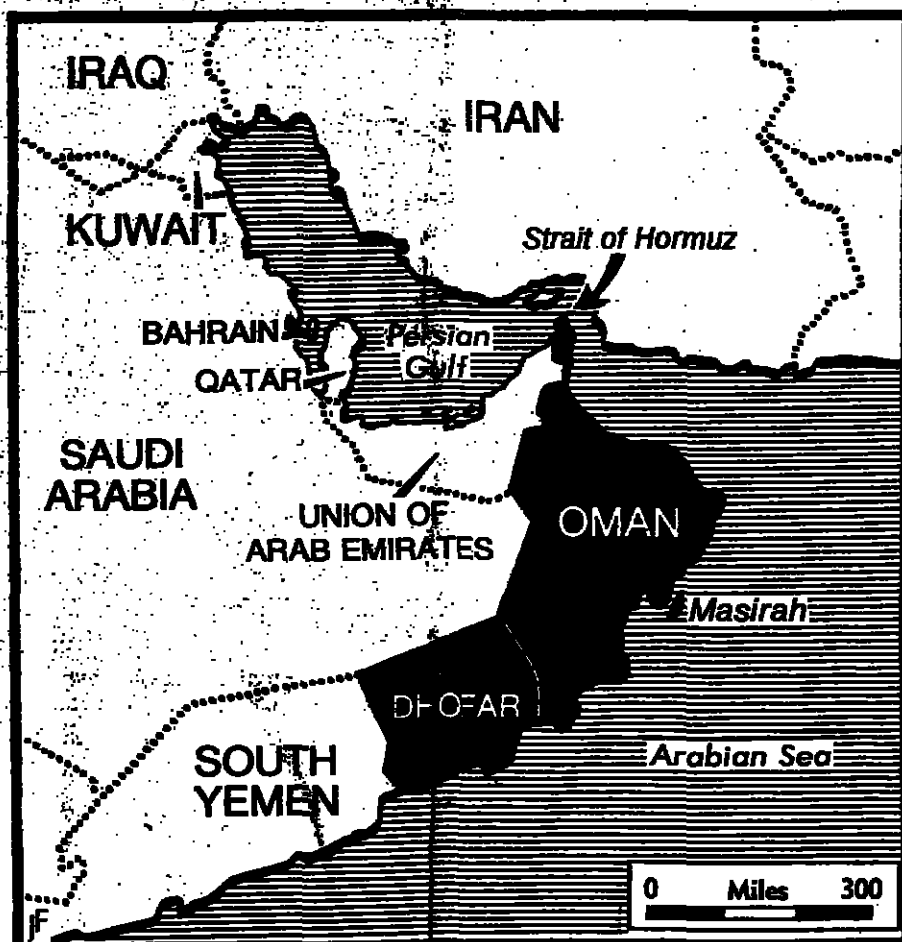 IRAQ
IRAN
KUWAIT
Strait of Hormuz
BAHRAIN
Persian
Gulf
QATAR
SAUDI
ARABIA
UNION OF
ARAB EMIRATES
OMAN
Masirah
DHOFAR
SOUTH
YEMEN
Arabian Sea
0 Miles 300